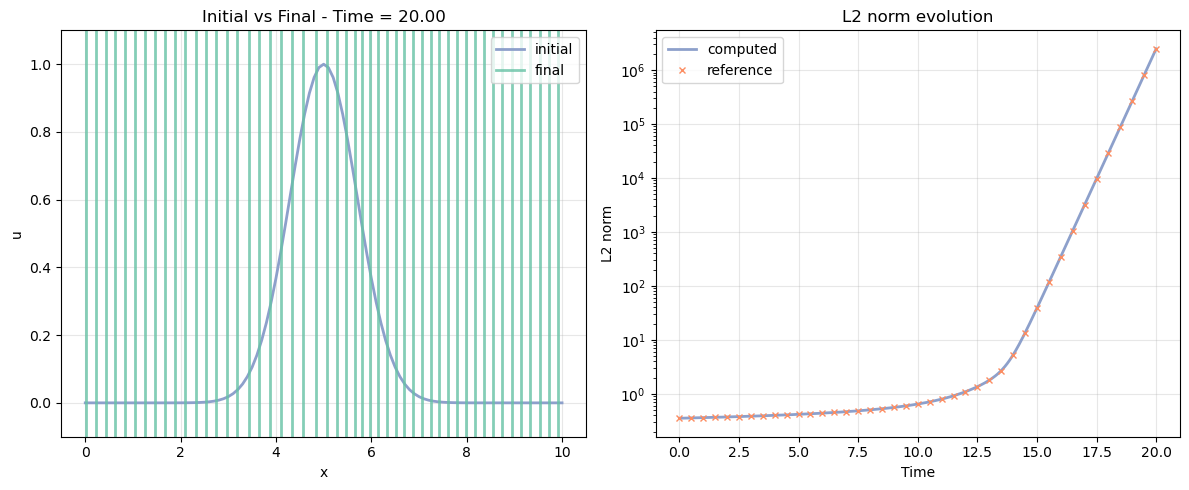 Initial vs Final - Time = 20.00
1.0
0.8
0.6
0.4
0.2
0.0
u
0
2
4
6
8
10
x
initial
final
L2 norm evolution
10^6
10^5
10^4
10^3
10^2
10^1
10^0
L2 norm
0.0
2.5
5.0
7.5
10.0
12.5
15.0
17.5
20.0
Time
computed
reference